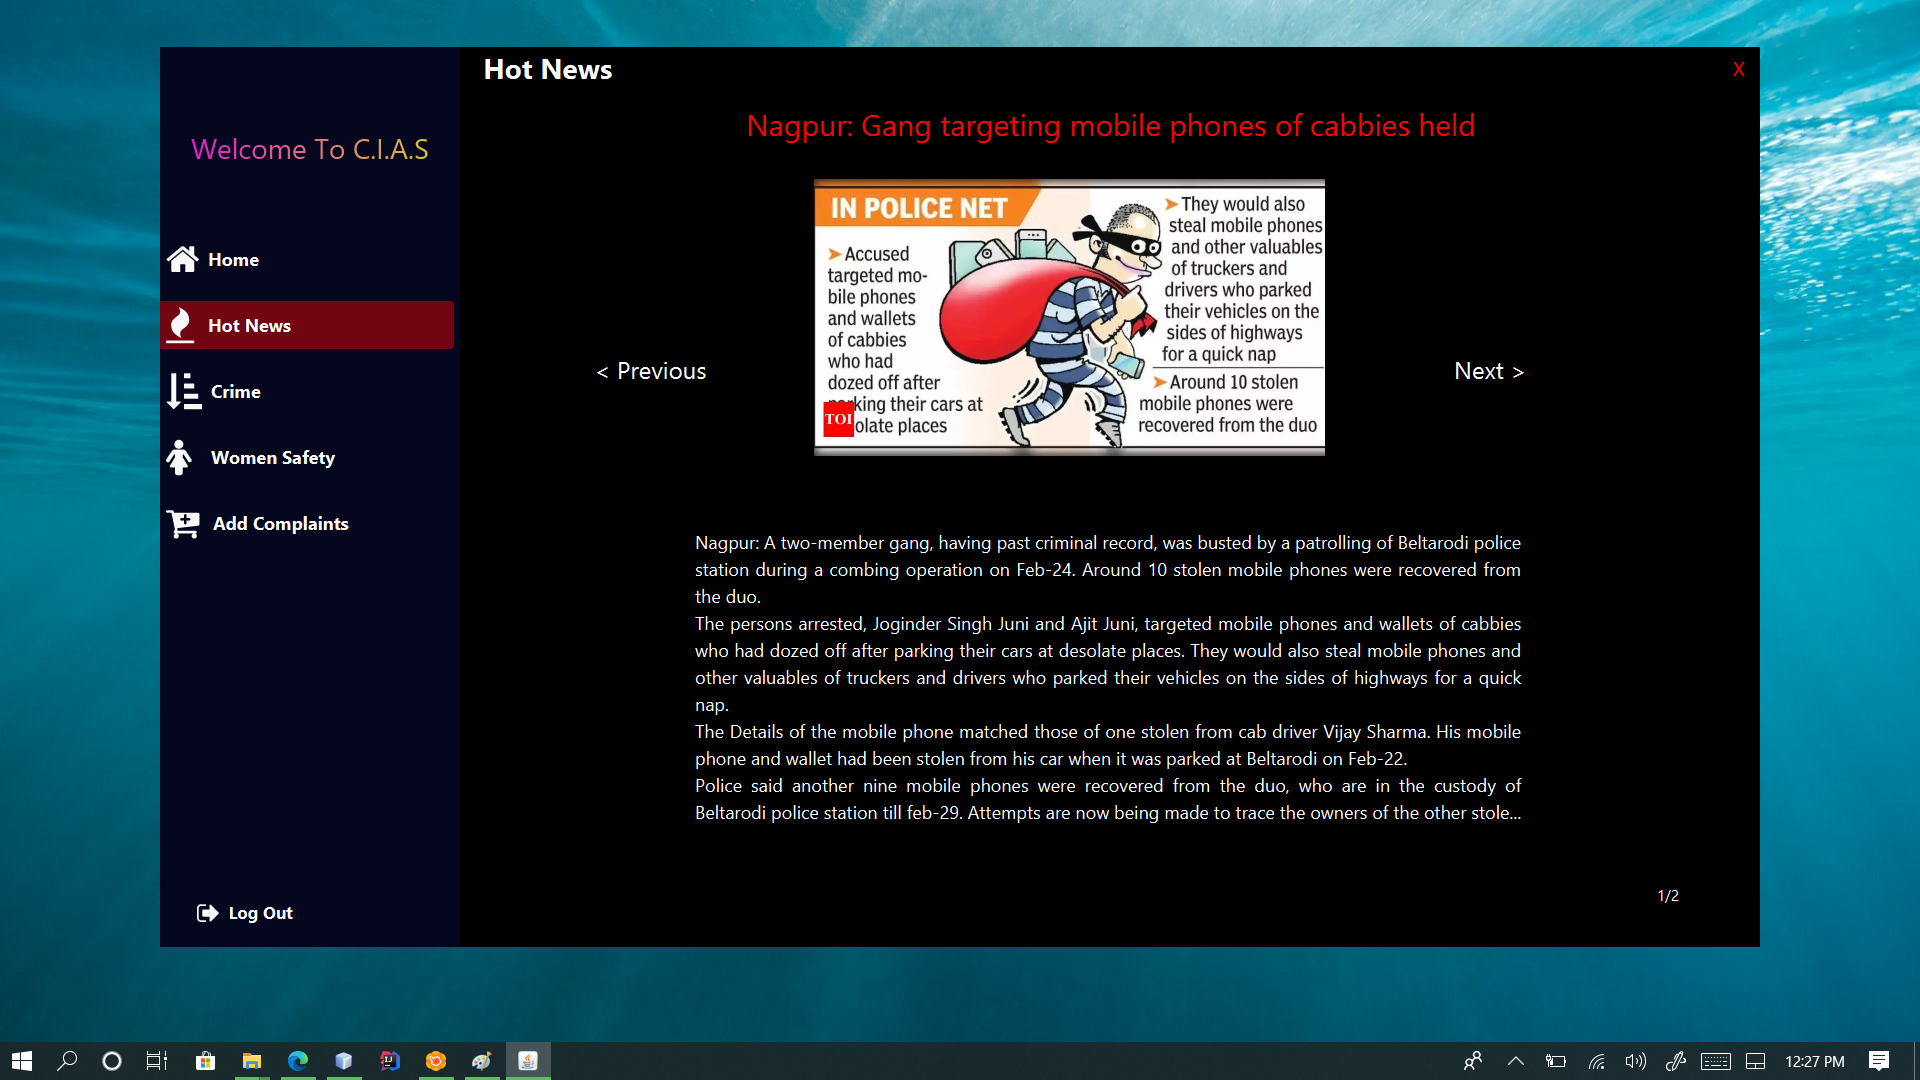 Hot News
X
Welcome To C.I.A.S
Home
Hot News
Crime
Women Safety
Add Complaints
Log Out
Nagpur: Gang targeting mobile phones of cabbies held
< Previous
IN POLICE NET
➤Accused
targeted mo-
bile phones
and wallets
of cabbies
who had
dozed off after
parking their cars at
olate places
TOI
➤They would also
steal mobile phones
and other valuables
of truckers and
drivers who parked
their vehicles on the
sides of highways
for a quick nap
➤Around 10 stolen
mobile phones were
recovered from the duo
Next >
Nagpur: A two-member gang, having past criminal record, was busted by a patrolling of Beltarodi police
station during a combing operation on Feb-24. Around 10 stolen mobile phones were recovered from
the duo.
The persons arrested, Joginder Singh Juni and Ajit Juni, targeted mobile phones and wallets of cabbies
who had dozed off after parking their cars at desolate places. They would also steal mobile phones and
other valuables of truckers and drivers who parked their vehicles on the sides of highways for a quick
nap.
The Details of the mobile phone matched those of one stolen from cab driver Vijay Sharma. His mobile
phone and wallet had been stolen from his car when it was parked at Beltarodi on Feb-22.
Police said another nine mobile phones were recovered from the duo, who are in the custody of
Beltarodi police station till feb-29. Attempts are now being made to trace the owners of the other stole...
1/2
12:27 PM